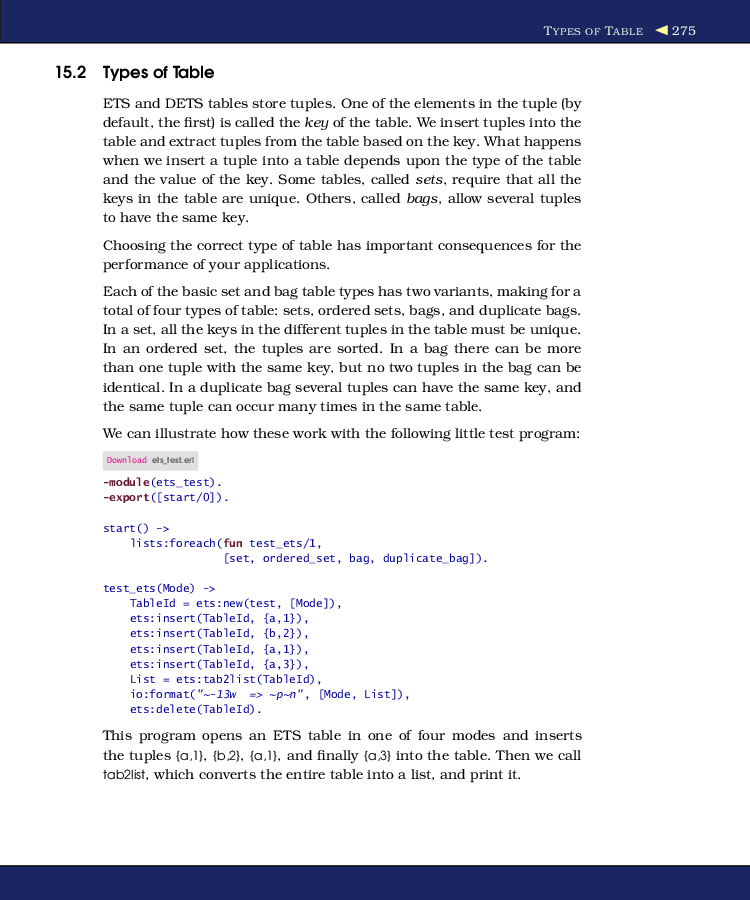 TYPES OF TABLE ◀ 275
15.2 Types of Table
ETS and DETS tables store tuples. One of the elements in the tuple (by
default, the first) is called the key of the table. We insert tuples into the
table and extract tuples from the table based on the key. What happens
when we insert a tuple into a table depends upon the type of the table
and the value of the key. Some tables, called sets, require that all the
keys in the table are unique. Others, called bags, allow several tuples
to have the same key.
Choosing the correct type of table has important consequences for the
performance of your applications.
Each of the basic set and bag table types has two variants, making for a
total of four types of table: sets, ordered sets, bags, and duplicate bags.
In a set, all the keys in the different tuples in the table must be unique.
In an ordered set, the tuples are sorted. In a bag there can be more
than one tuple with the same key, but no two tuples in the bag can be
identical. In a duplicate bag several tuples can have the same key, and
the same tuple can occur many times in the same table.
We can illustrate how these work with the following little test program:
Download ets_test.erl
-module(ets_test).
-export([start/0]).
start() ->
    lists:foreach(fun test_ets/1,
                  [set, ordered_set, bag, duplicate_bag]).
test_ets(Mode) ->
    TableId = ets:new(test, [Mode]),
    ets:insert(TableId, {a,1}),
    ets:insert(TableId, {b,2}),
    ets:insert(TableId, {a,1}),
    ets:insert(TableId, {a,3}),
    List = ets:tab2list(TableId),
    io:format("~-13w  => ~p~n", [Mode, List]),
    ets:delete(TableId).
This program opens an ETS table in one of four modes and inserts
the tuples {a,1}, {b,2}, {a,1}, and finally {a,3} into the table. Then we call
tab2list, which converts the entire table into a list, and print it.